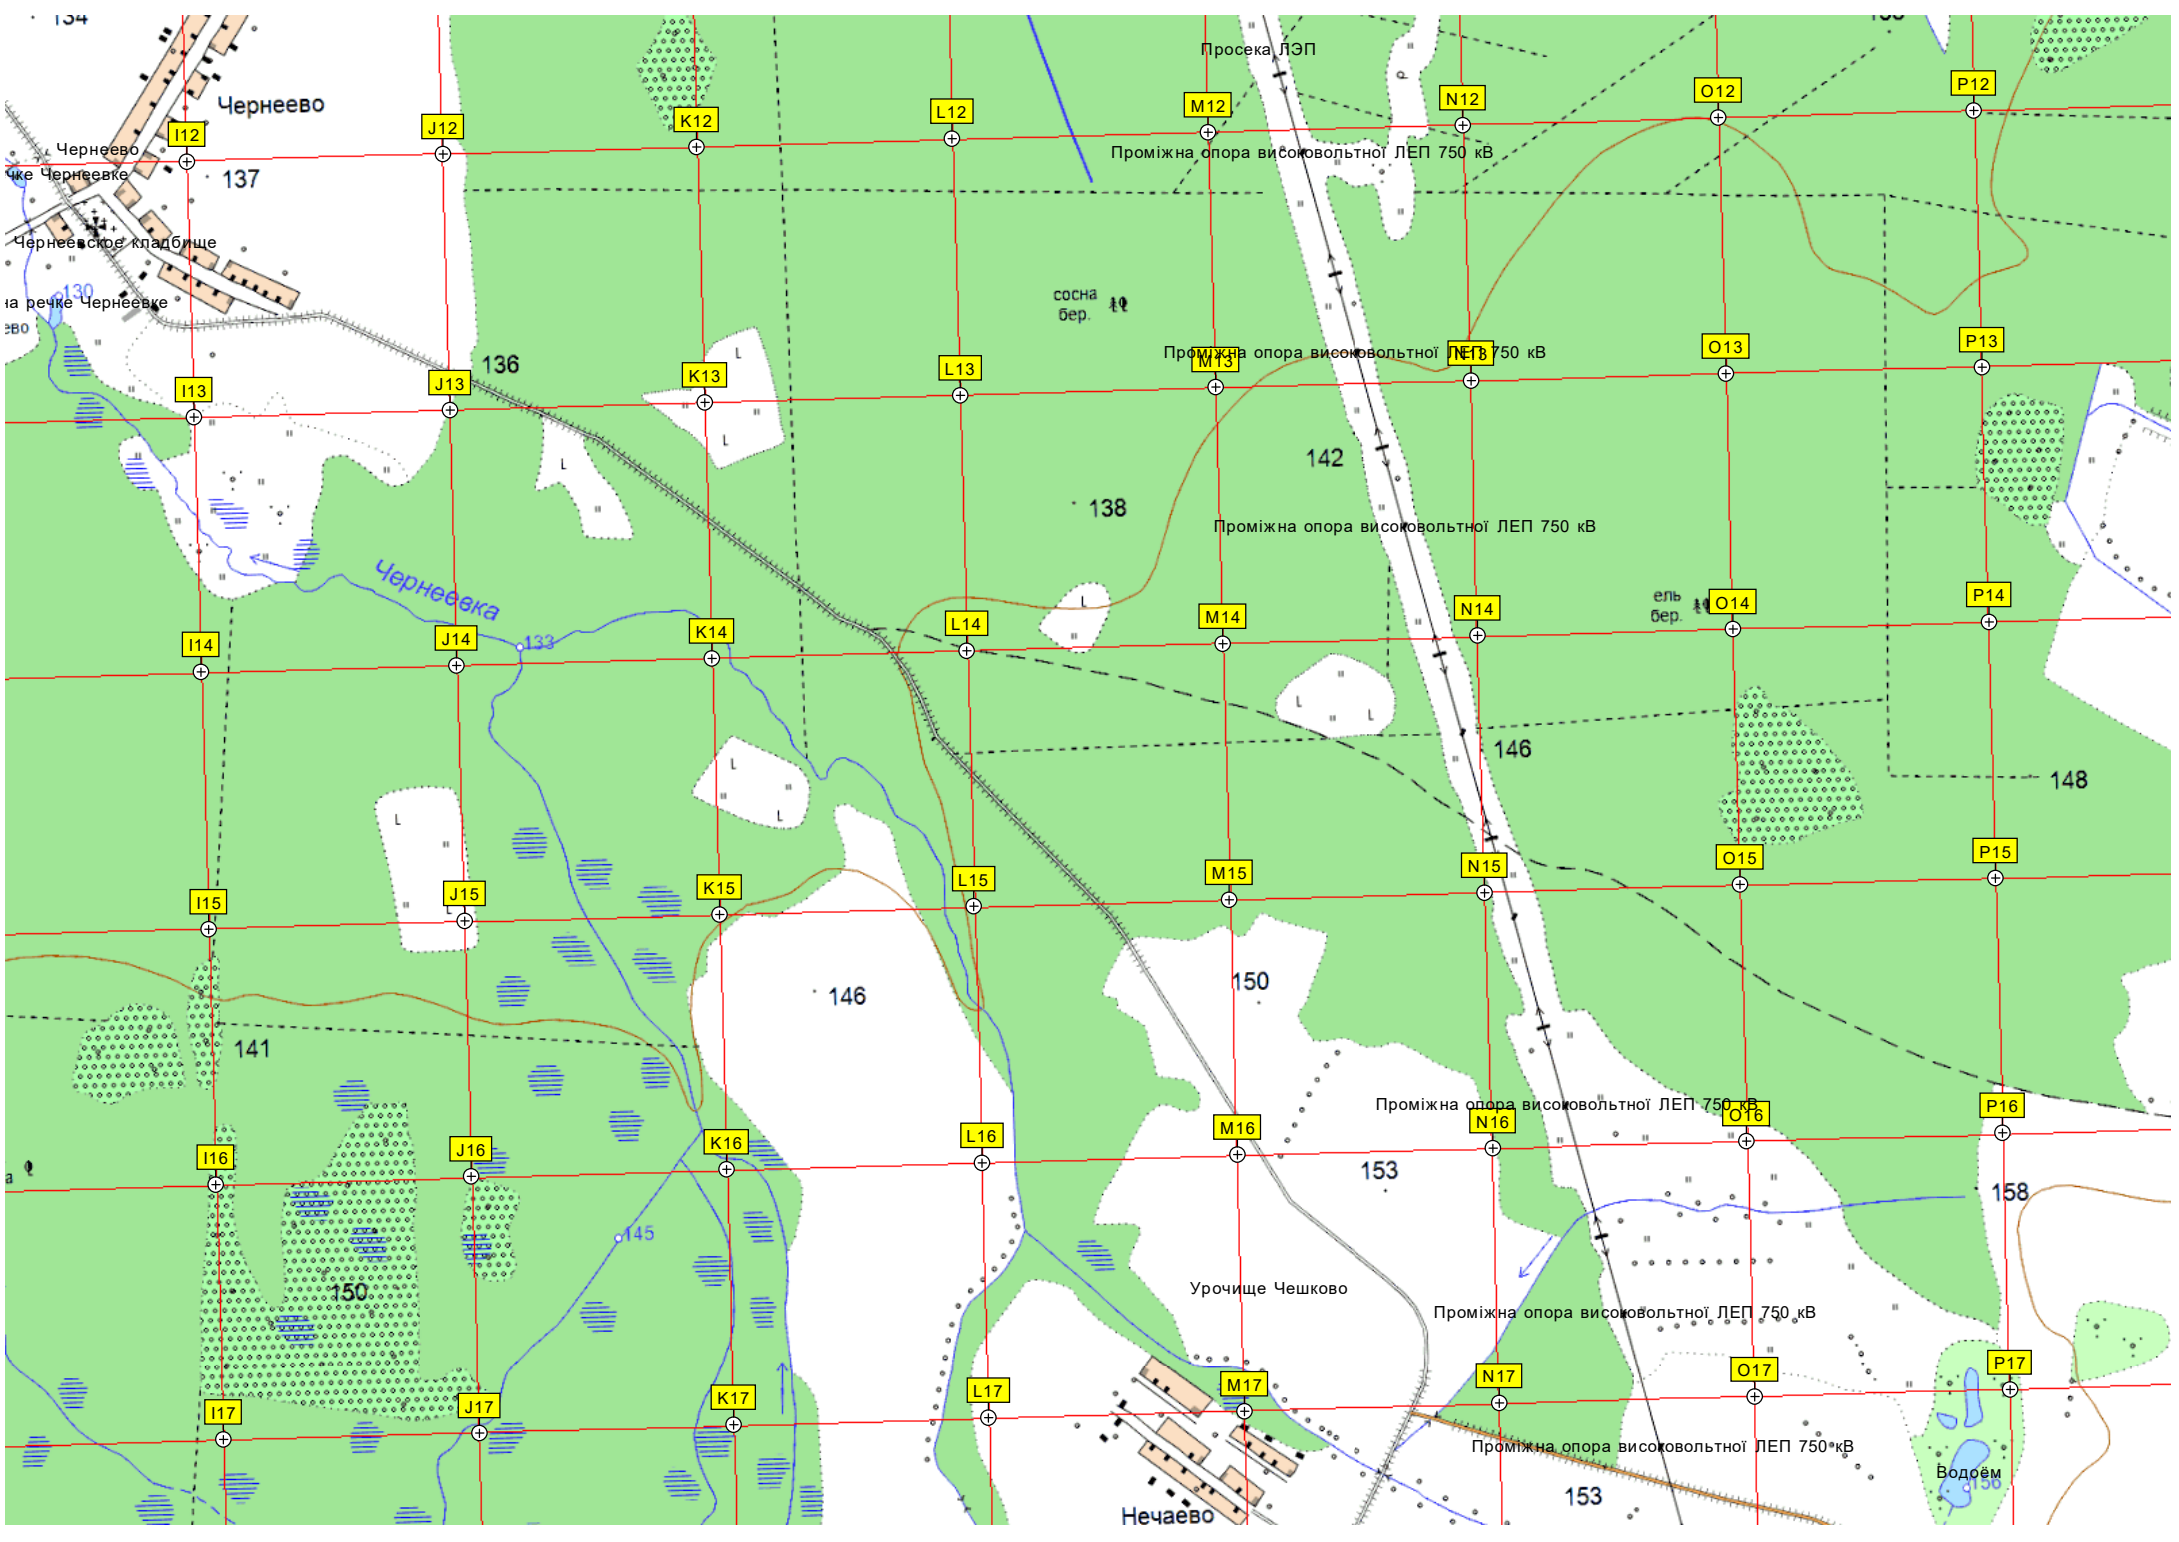 134
Просека ЛЭП
Чернеево
I12
J12
K12
L12
M12
N12
O12
P12
Чернеево
чке Чернеевке
137
Проміжна опора високовольтної ЛЕП 750 кВ
Чернеевское кладбище
130
на речке Чернеевке
ево
сосна
бер.
136
Проміжна опора високовольтної ЛЕП 750 кВ
I13
J13
K13
L13
M13
N13
O13
P13
142
138
Проміжна опора високовольтної ЛЕП 750 кВ
Чернеевка
133
ель
бер.
I14
J14
K14
L14
M14
N14
O14
P14
146
148
I15
J15
K15
L15
M15
N15
O15
P15
146
150
141
Проміжна опора високовольтної ЛЕП 750 кВ
I16
J16
K16
L16
M16
N16
O16
P16
а
153
158
145
150
Урочище Чешково
Проміжна опора високовольтної ЛЕП 750 кВ
I17
J17
K17
L17
M17
N17
O17
P17
Проміжна опора високовольтної ЛЕП 750 кВ
Водоём
156
153
Нечаево